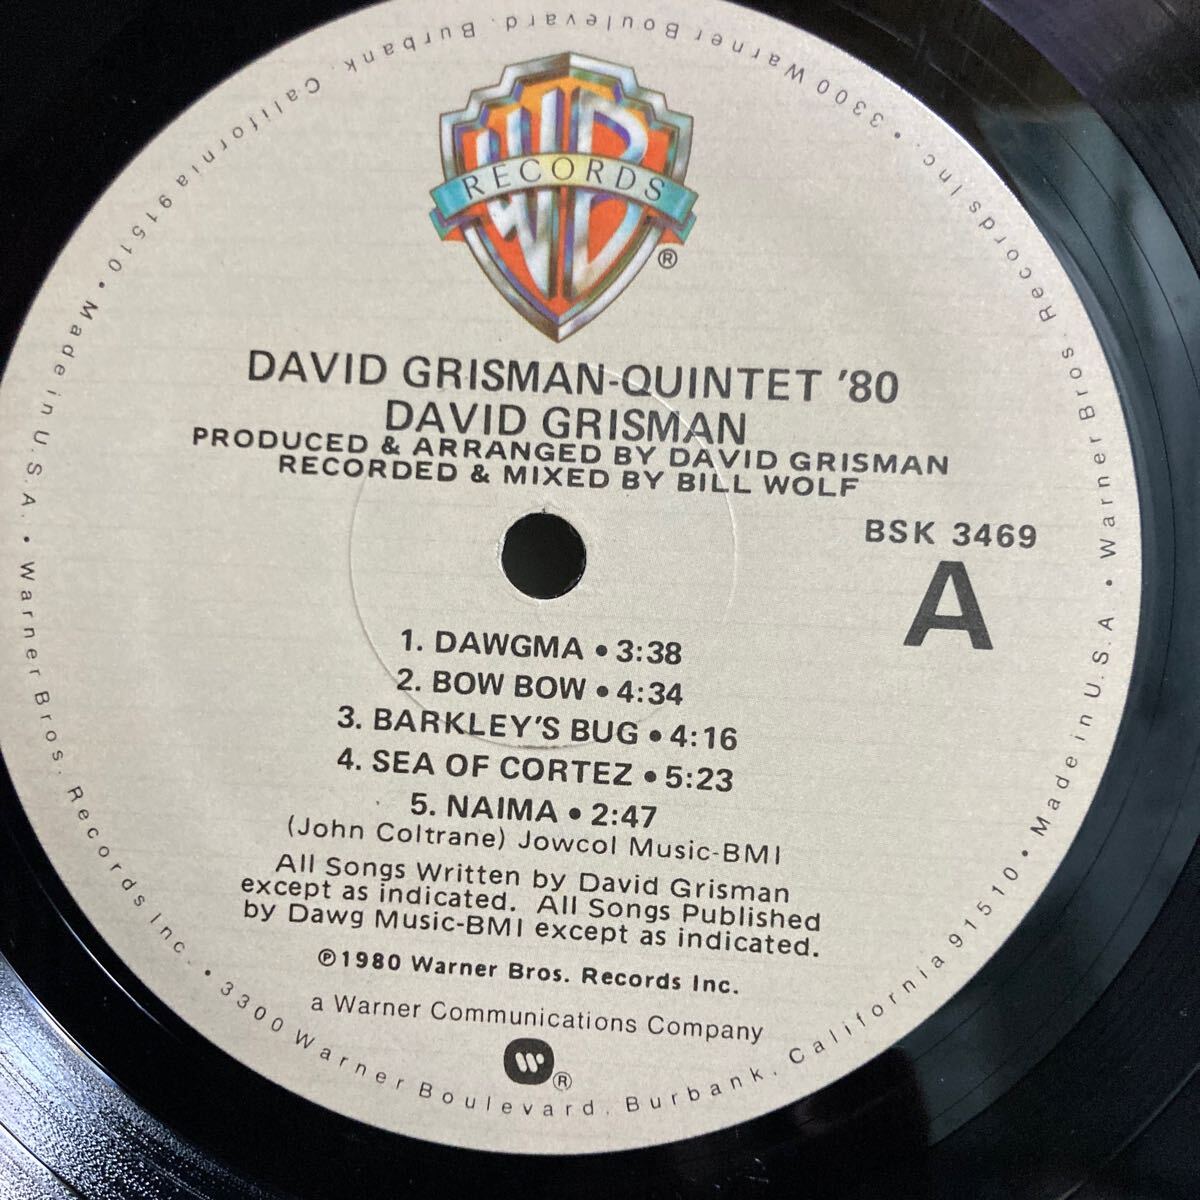 WB
RECORDS
®
DAVID GRISMAN-QUINTET '80
DAVID GRISMAN
PRODUCED & ARRANGED BY DAVID GRISMAN
RECORDED & MIXED BY BILL WOLF
BSK 3469
A
1. DAWGMA • 3:38
2. BOW BOW • 4:34
3. BARKLEY'S BUG • 4:16
4. SEA OF CORTEZ • 5:23
5. NAIMA • 2:47
(John Coltrane) Jowcol Music-BMI
All Songs Written by David Grisman
except as indicated. All Songs Published
by Dawg Music-BMI except as indicated.
℗1980 Warner Bros. Records Inc.
a Warner Communications Company
®
Warner Bros. Records Inc. • 3300 Warner Boulevard, Burbank, California 91510 • Made in U.S.A. • Warner Bros. Records Inc. • 3300 Warner Boulevard, Burbank, California 91510 • Made in U.S.A. •